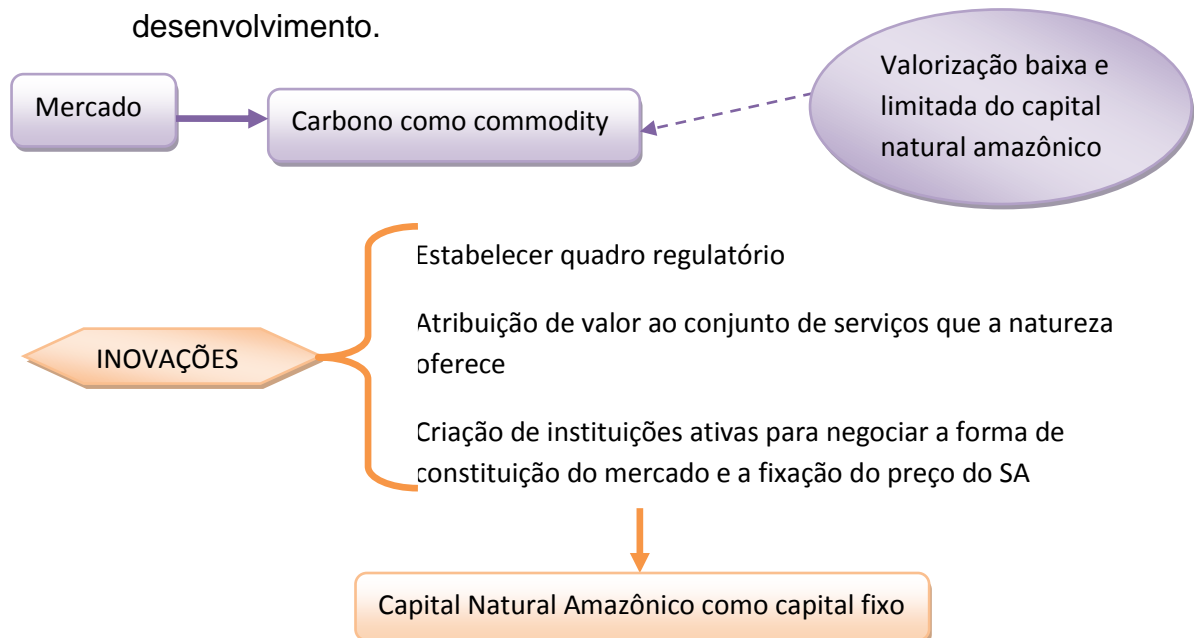 desenvolvimento.
Mercado
Carbono como commodity
Valorização baixa e
limitada do capital
natural amazônico
INOVAÇÕES
Estabelecer quadro regulatório
Atribuição de valor ao conjunto de serviços que a natureza
oferece
Criação de instituições ativas para negociar a forma de
constituição do mercado e a fixação do preço do SA
Capital Natural Amazônico como capital fixo